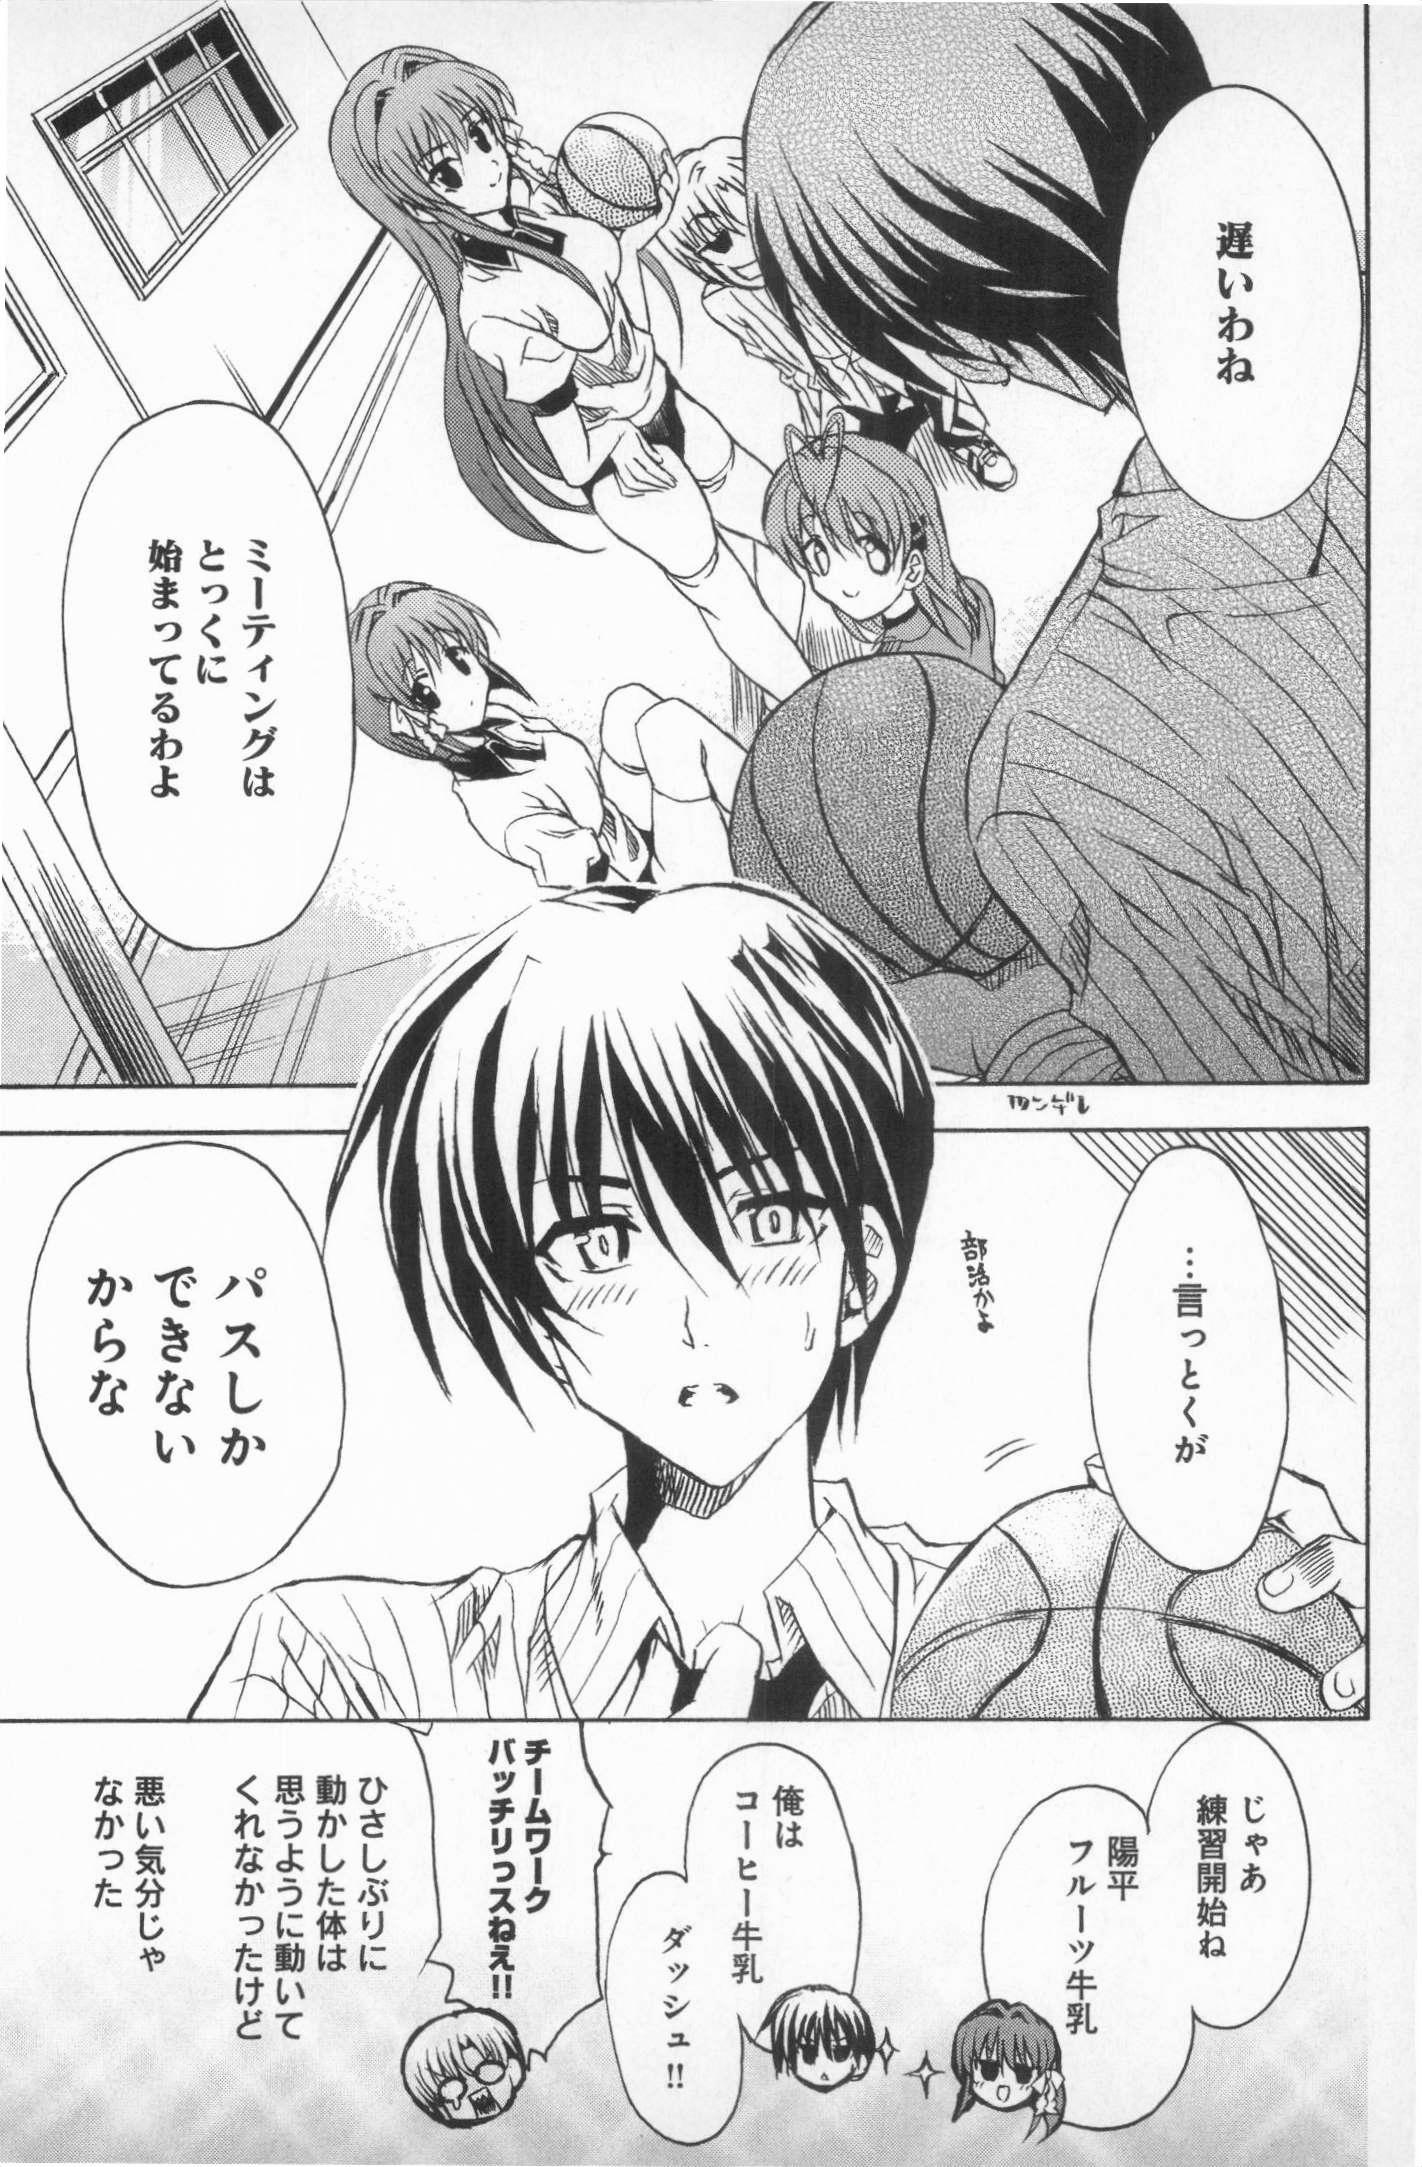 遅いわね
ミーティングは
とっくに
始まってるわよ
…言っとくが
部活かよ
パスしか
できない
からな
じゃあ
練習開始ね
陽平
フルーツ牛乳
俺は
コーヒー牛乳
ダッシュ!!
チームワーク
バッチリっスねえ!!
ひさしぶりに
動かした体は
思うように動いて
くれなかったけど
悪い気分じゃ
なかった